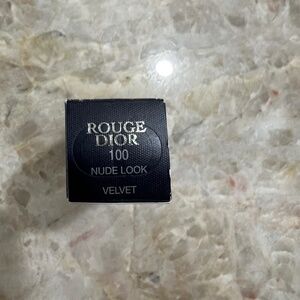 ROUGE
DIOR
100
NUDE LOOK
VELVET